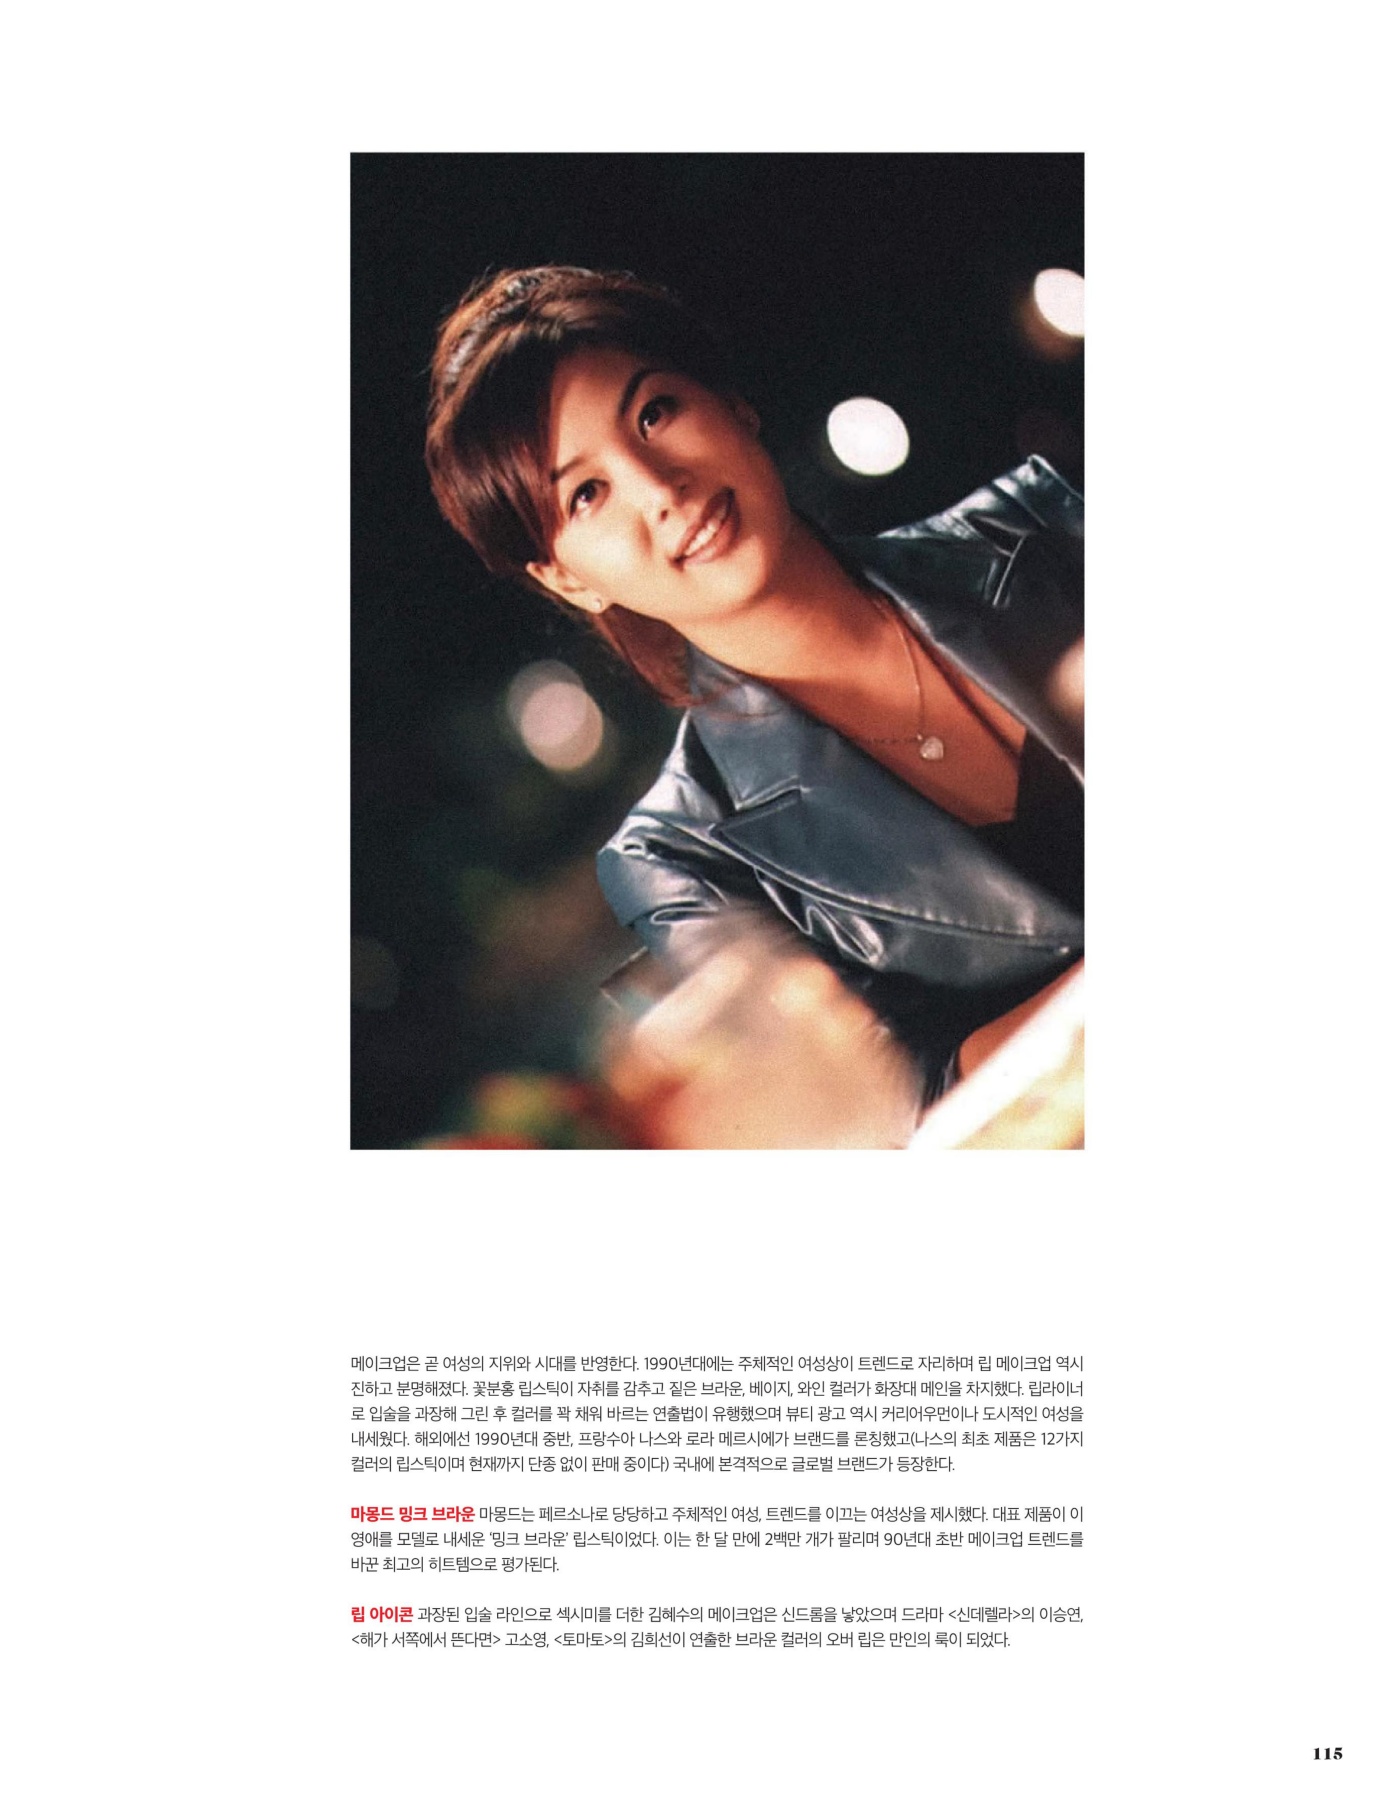 메이크업은 곧 여성의 지위와 시대를 반영한다. 1990년대에는 주체적인 여성상이 트렌드로 자리하며 립 메이크업 역시
진하고 분명해졌다. 꽃분홍 립스틱이 자취를 감추고 짙은 브라운, 베이지, 와인 컬러가 화장대 메인을 차지했다. 립라이너
로 입술을 과장해 그린 후 컬러를 꽉 채워 바르는 연출법이 유행했으며 뷰티 광고 역시 커리어우먼이나 도시적인 여성을
내세웠다. 해외에선 1990년대 중반, 프랑수아 나스와 로라 메르시에가 브랜드를 론칭했고(나스의 최초 제품은 12가지
컬러의 립스틱이며 현재까지 단종 없이 판매 중이다) 국내에 본격적으로 글로벌 브랜드가 등장한다.
마몽드 밍크 브라운 마몽드는 페르소나로 당당하고 주체적인 여성, 트렌드를 이끄는 여성상을 제시했다. 대표 제품이 이
영애를 모델로 내세운 ‘밍크 브라운’ 립스틱이었다. 이는 한 달 만에 2백만 개가 팔리며 90년대 초반 메이크업 트렌드를
바꾼 최고의 히트템으로 평가된다.
립 아이콘 과장된 입술 라인으로 섹시미를 더한 김혜수의 메이크업은 신드롬을 낳았으며 드라마 <신데렐라>의 이승연,
<해가 서쪽에서 뜬다면> 고소영, <토마토>의 김희선이 연출한 브라운 컬러의 오버 립은 만인의 룩이 되었다.
115